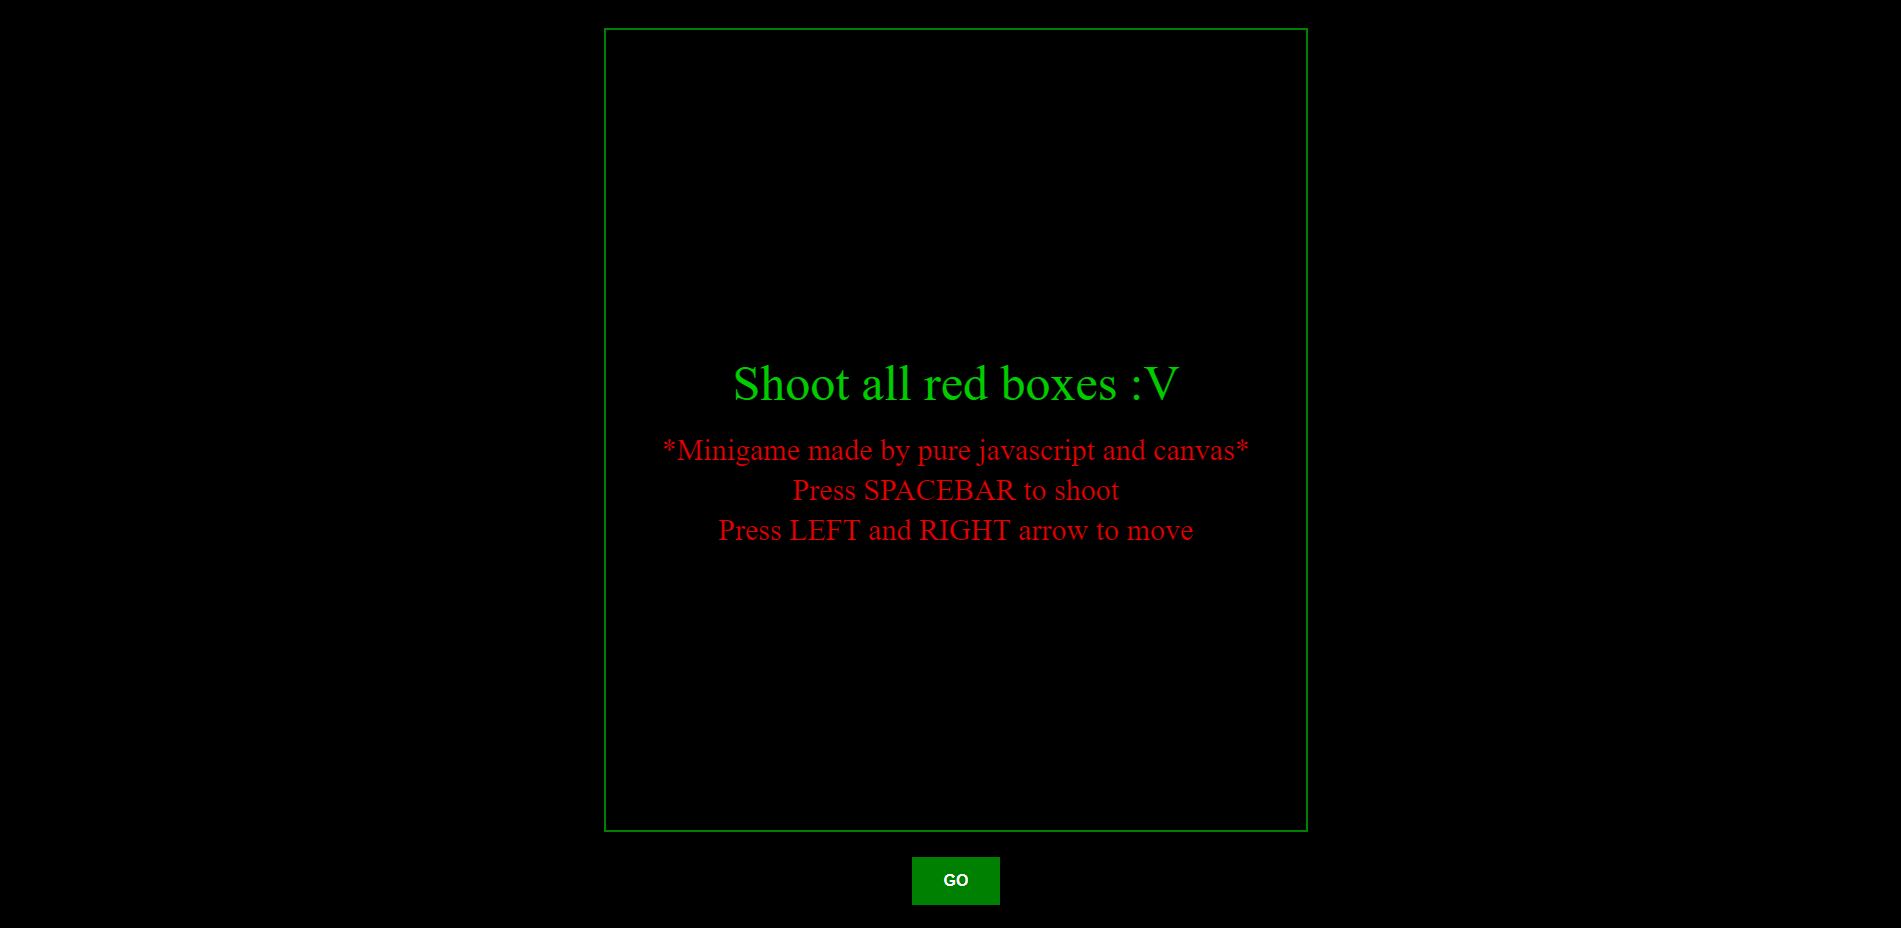 Shoot all red boxes :V
*Minigame made by pure javascript and canvas*
Press SPACEBAR to shoot
Press LEFT and RIGHT arrow to move
GO